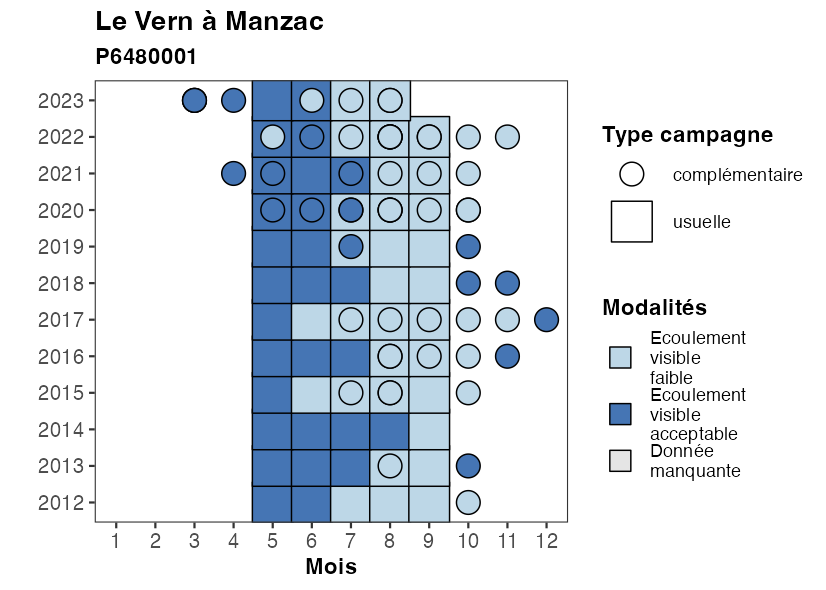 Le Vern à Manzac
P6480001
2023
2022
2021
2020
2019
2018
2017
2016
2015
2014
2013
2012
1 2 3 4 5 6 7 8 9 10 11 12
Mois
Type campagne
complémentaire
usuelle
Modalités
Ecoulement
visible
faible
Ecoulement
visible
acceptable
Donnée
manquante